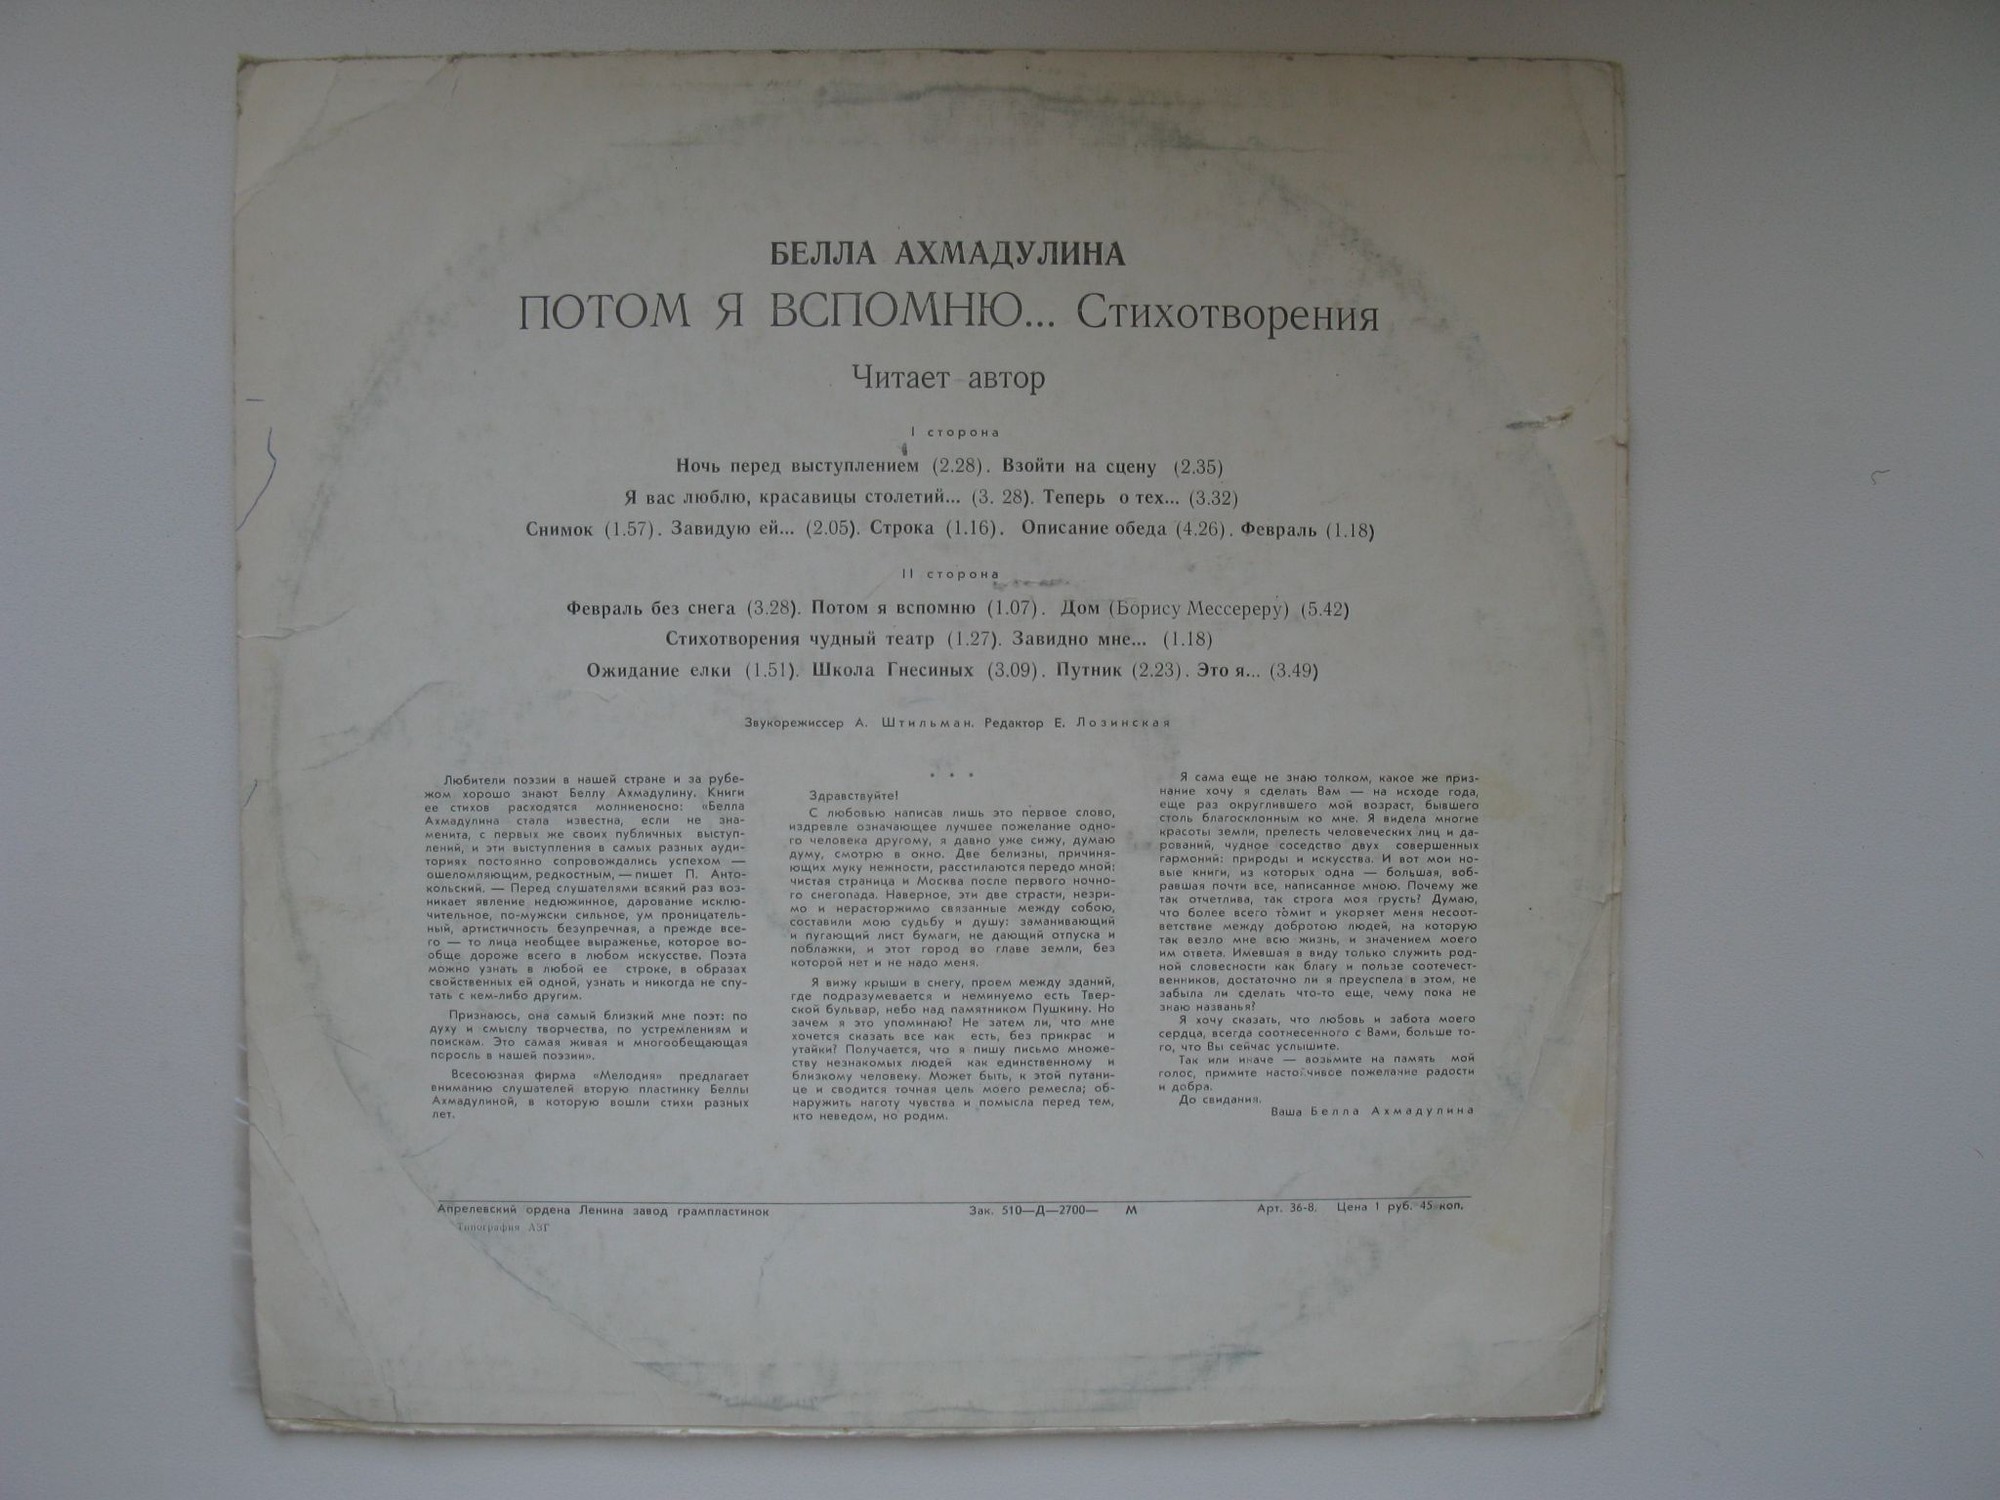 БЕЛЛА АХМАДУЛИНА
ПОТОМ Я ВСПОМНЮ... Стихотворения
Читает автор
I сторона
Ночь перед выступлением (2.28). Взойти на сцену (2.35)
Я вас люблю, красавицы столетий... (3. 28). Теперь о тех... (3.32)
Снимок (1.57). Завидую ей... (2.05). Строка (1.16). Описание обеда (4.26). Февраль (1.18)
II сторона
Февраль без снега (3.28). Потом я вспомню (1.07). Дом (Борису Мессереру) (5.42)
Стихотворения чудный театр (1.27). Завидно мне... (1.18)
Ожидание елки (1.51). Школа Гнесиных (3.09). Путник (2.23). Это я... (3.49)
Звукорежиссер А. Штильман. Редактор Е. Лозинская
Любители поэзии в нашей стране и за рубе-
жом хорошо знают Беллу Ахмадулину. Книги
ее стихов расходятся молниеносно: «Белла
Ахмадулина стала известна, если не зна-
менита, с первых же своих публичных выступ-
лений, и эти выступления в самых разных ауди-
ториях постоянно сопровождались успехом —
ошеломляющим, редкостным, — пишет П. Анто-
кольский. — Перед слушателями всякий раз воз-
никает явление недюжинное, дарование исклю-
чительное, по-мужски сильное, ум проницатель-
ный, артистичность безупречная, а прежде все-
го — то лица необщее выраженье, которое во-
обще дороже всего в любом искусстве. Поэта
можно узнать в любой ее строке, в образах
свойственных ей одной, узнать и никогда не спу-
тать с кем-либо другим.
Признаюсь, она самый близкий мне поэт: по
духу и смыслу творчества, по устремлениям и
поискам. Это самая живая и многообещающая
поросль в нашей поэзии».
Всесоюзная фирма «Мелодия» предлагает
вниманию слушателей вторую пластинку Беллы
Ахмадулиной, в которую вошли стихи разных
лет.
* * *
Здравствуйте!
С любовью написав лишь это первое слово,
издревле означающее лучшее пожелание одно-
го человека другому, я давно уже сижу, думаю
думу, смотрю в окно. Две белизны, причиня-
ющих муку нежности, расстилаются передо мной:
чистая страница и Москва после первого ночно-
го снегопада. Наверное, эти две страсти, незри-
мо и нерасторжимо связанные между собою,
составили мою судьбу и душу: заманивающий
и пугающий лист бумаги, не дающий отпуска и
поблажки, и этот город во главе земли, без
которой нет и не надо меня.
Я вижу крыши в снегу, проем между зданий,
где подразумевается и неминуемо есть Твер-
ской бульвар, небо над памятником Пушкину. Но
зачем я это упоминаю? Не затем ли, что мне
хочется сказать все как есть, без прикрас и
утайки? Получается, что я пишу письмо множе-
ству незнакомых людей как единственному и
близкому человеку. Может быть, к этой путани-
це и сводится точная цель моего ремесла; об-
наружить наготу чувства и помысла перед тем,
кто неведом, но родим.
Я сама еще не знаю толком, какое же приз-
нание хочу я сделать Вам — на исходе года,
еще раз округлившего мой возраст, бывшего
столь благосклонным ко мне. Я видела многие
красоты земли, прелесть человеческих лиц и да-
рований, чудное соседство двух совершенных
гармоний: природы и искусства. И вот мои но-
вые книги, из которых одна — большая, воб-
равшая почти все, написанное мною. Почему же
так отчетлива, так строга моя грусть? Думаю,
что более всего томит и укоряет меня несоот-
ветствие между добротою людей, на которую
так везло мне всю жизнь, и значением моего
им ответа. Имевшая в виду только служить род-
ной словесности как благу и пользе соотечест-
венников, достаточно ли я преуспела в этом, не
забыла ли сделать что-то еще, чему пока не
знаю названья?
Я хочу сказать, что любовь и забота моего
сердца, всегда соотнесенного с Вами, больше то-
го, что Вы сейчас услышите.
Так или иначе — возьмите на память мой
голос, примите настойчивое пожелание радости
и добра.
До свидания.
Ваша Белла Ахмадулина
Апрелевский ордена Ленина завод грампластинок Зак. 510—Д—2700— М Арт. 36-8. Цена 1 руб. 45 коп.
Типография АЗГ